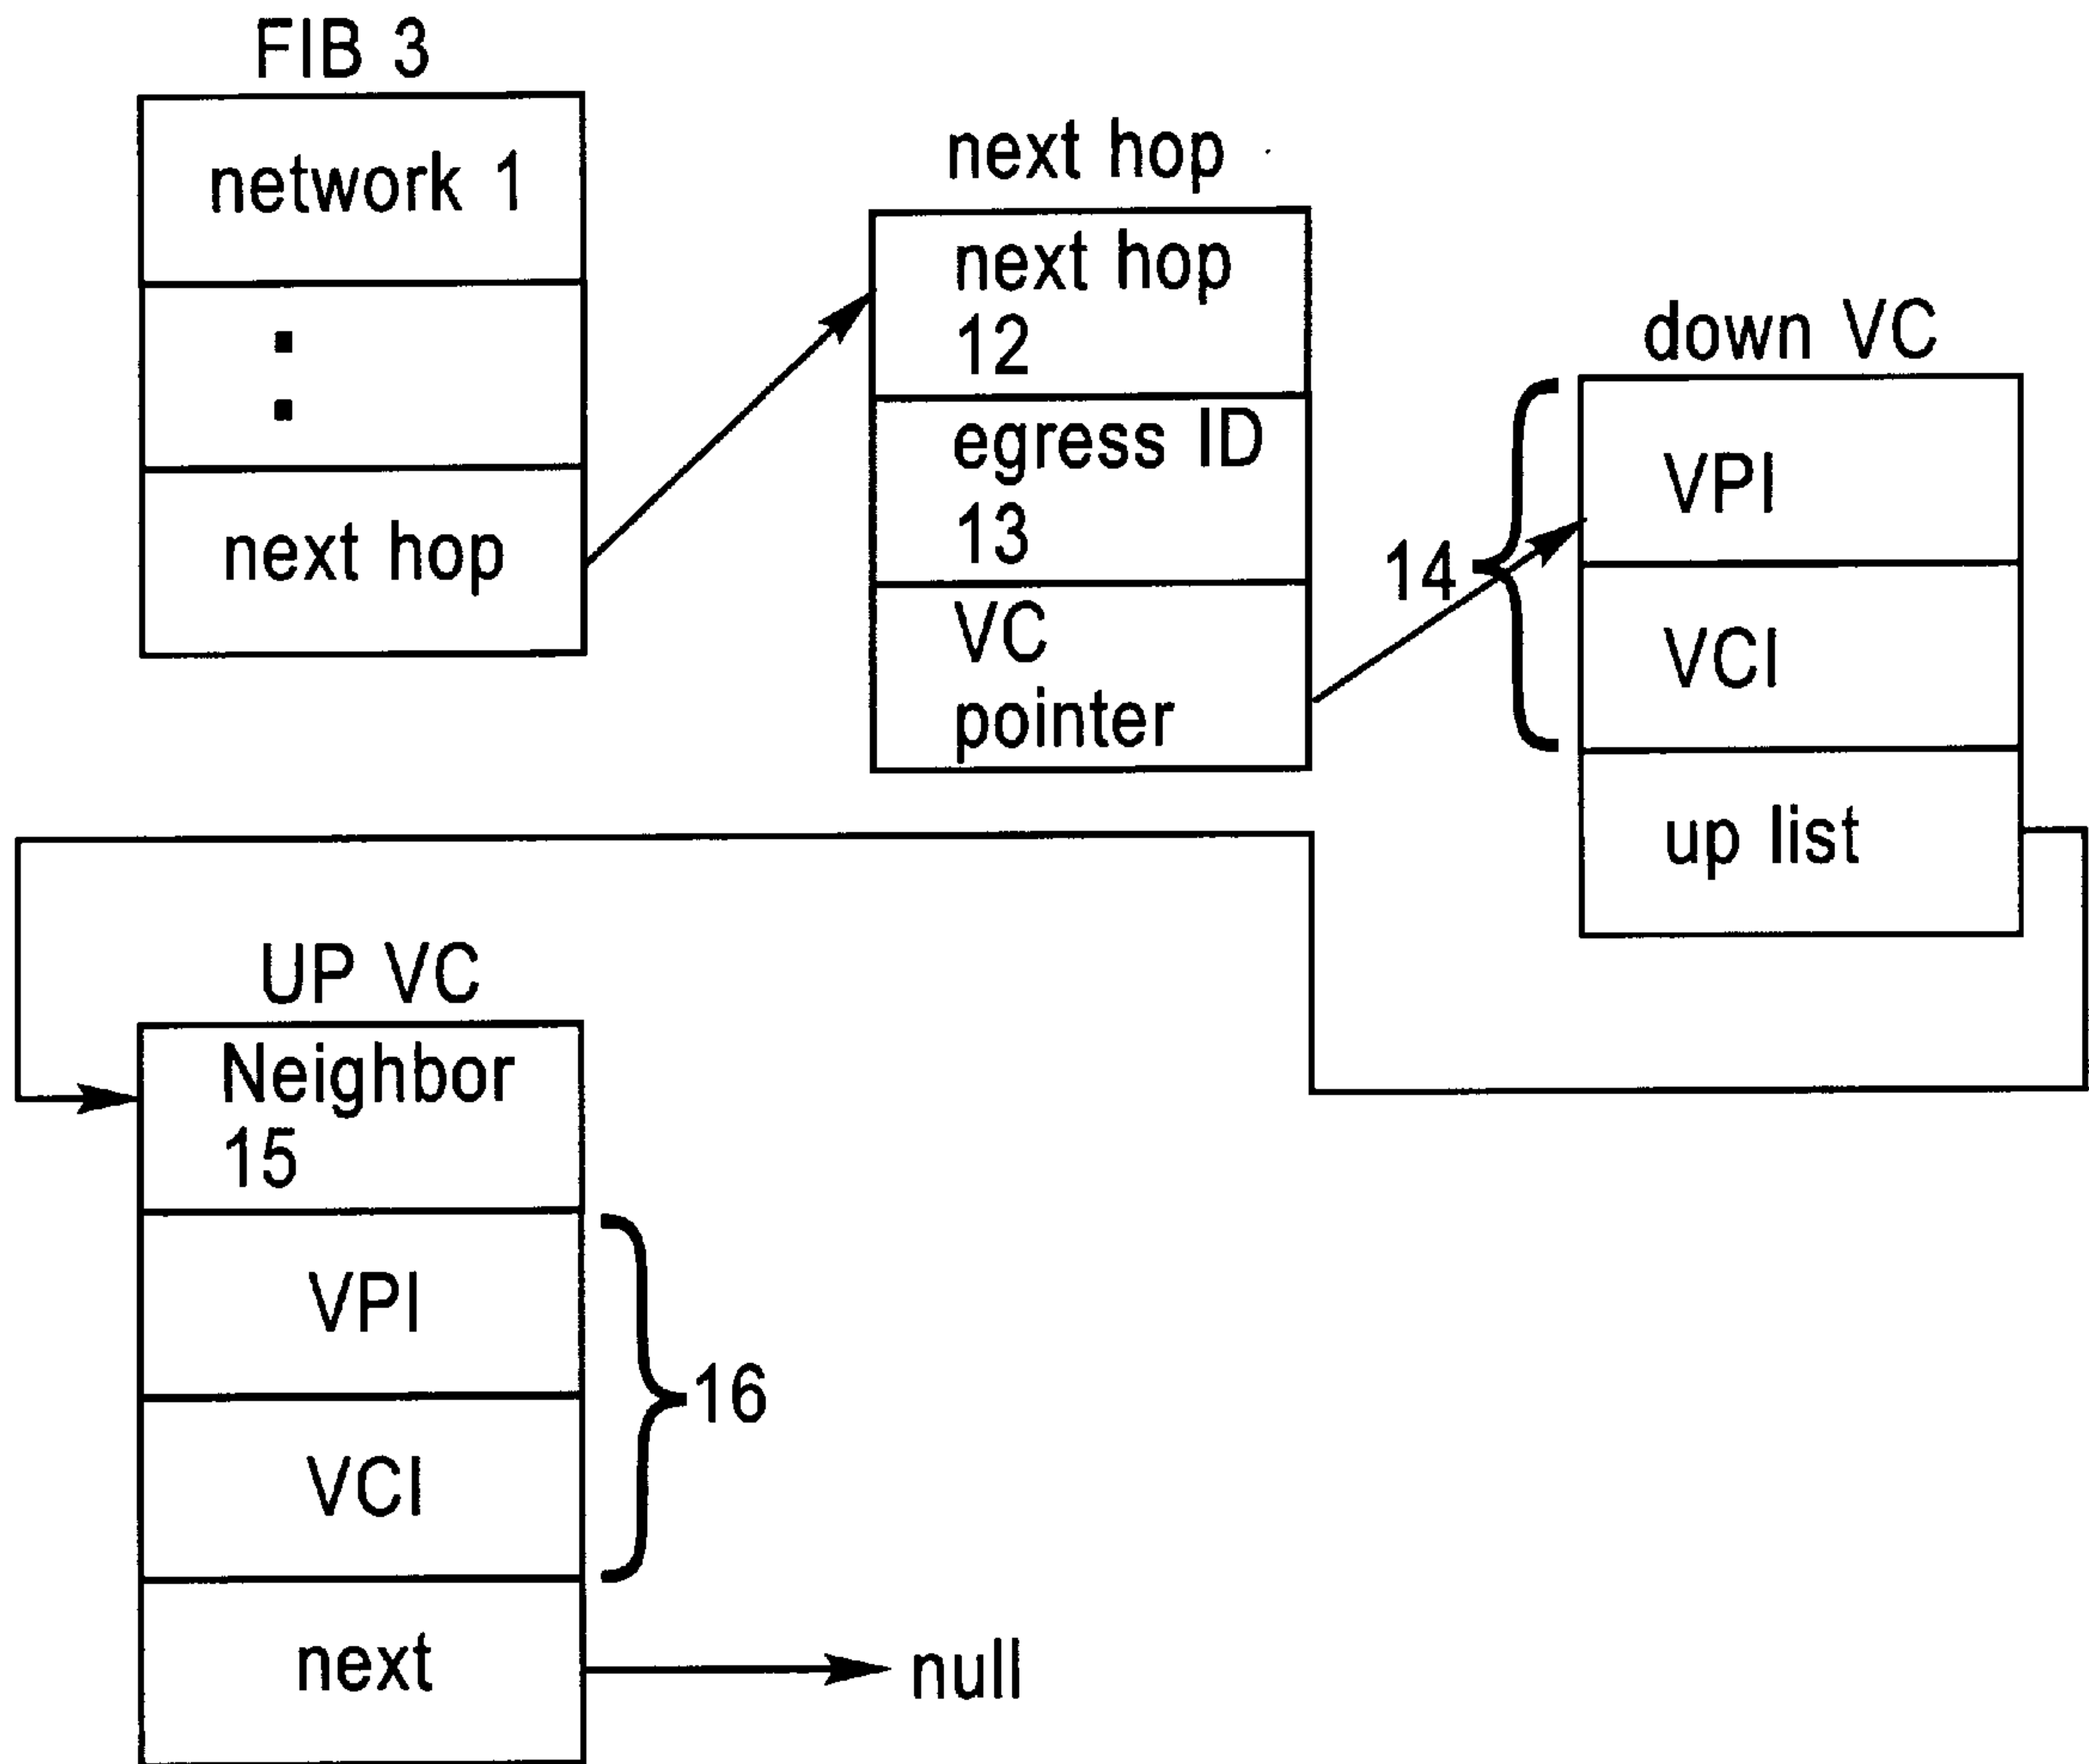 FIB 3
network 1
next hop
next hop
next hop
12
egress ID
13
VC
pointer
down VC
14
VPI
VCI
up list
UP VC
Neighbor
15
VPI
VCI
16
next
null